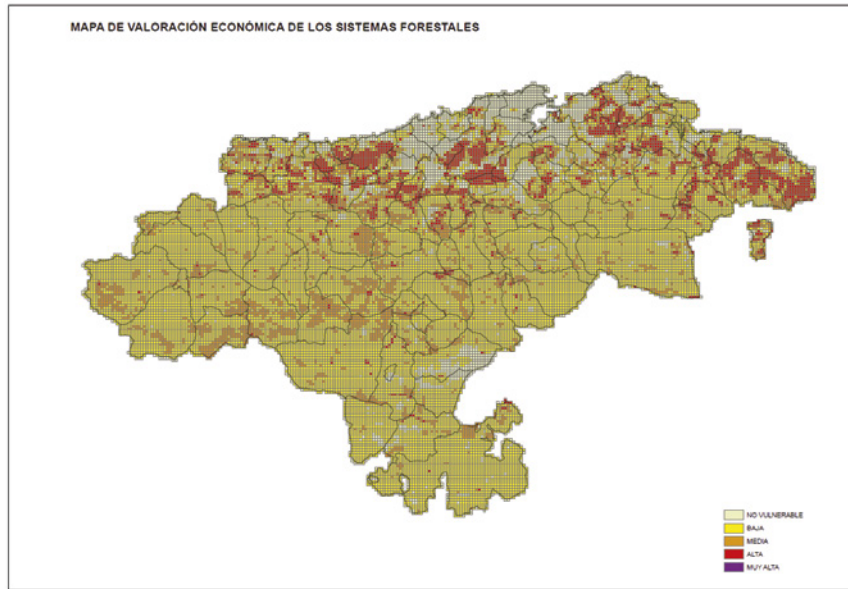 MAPA DE VALORACIÓN ECONÓMICA DE LOS SISTEMAS FORESTALES
NO VULNERABLE
BAJA
MEDIA
ALTA
MUY ALTA